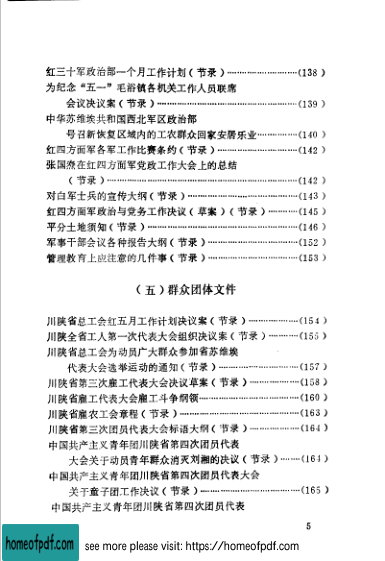 红三十军政治部一个月工作计划(节录)……………………(138)
为纪念“五一”毛浴镇各机关工作人员联席
会议决议案(节录)………………………………(139)
中华苏维埃共和国西北军区政治部
号召新恢复区域内的工农群众回家安居乐业…………(140)
红四方面军各军工作比赛条约(节录)…………………(142)
张国焘在红四方面军党政工作大会上的总结
(节录)…………………………………………(142)
对白军士兵的宣传大纲(节录)…………………………(143)
红四方面军政治与党务工作决议(草案)(节录)………(145)
平分土地须知(节录)……………………………………(146)
军事干部会议各种报告大纲(节录)……………………(152)
管理教育上应注意的几件事(节录)……………………(153)
(五)群众团体文件
川陕省总工会红五月工作计划决议案(节录)…………(154)
川陕全省工人第一次代表大会组织决议案(节录)……(155)
川陕省总工会为动员广大群众参加省苏维埃
代表大会选举运动的通知(节录)……………………(157)
川陕省第三次雇工代表大会决议草案(节录)…………(158)
川陕省雇工代表大会雇工斗争纲领………………………(160)
川陕省雇农工会章程(节录)……………………………(163)
川陕省第三次团员代表大会标语大纲(节录)…………(164)
中国共产主义青年团川陕省第四次团员代表
大会关于动员青年群众消灭刘湘的决议(节录)……(164)
中国共产主义青年团川陕省第四次团员代表大会
关于童子团工作决议(节录)…………………………(165)
中国共产主义青年团川陕省第四次团员代表
5
homeofpdf.com
see more please visit: https://homeofpdf.com